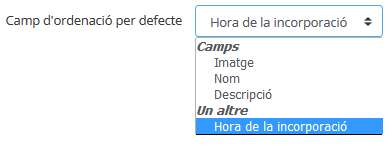 Camp d'ordenació per defecte
Hora de la incorporació
Camps
Imatge
Nom
Descripció
Un altre
Hora de la incorporació